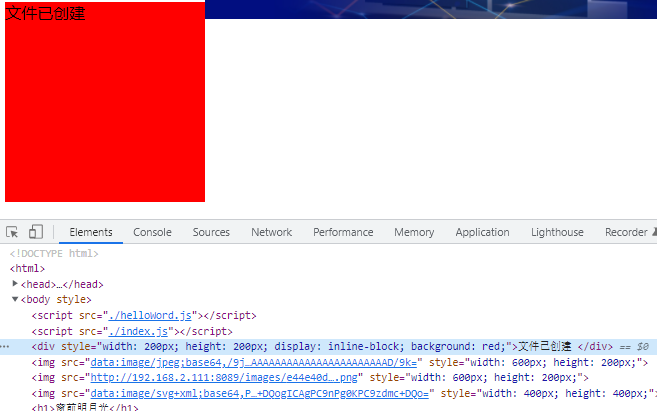 文件已创建
Elements Console Sources Network Performance Memory Application Lighthouse Recorder
<!DOCTYPE html>
<html>
<head>…</head>
<body style>
<script src="./helloWord.js"></script>
<script src="./index.js"></script>
<div style="width: 200px; height: 200px; display: inline-block; background: red;">文件已创建 </div> == $0
<img src="data:image/jpeg;base64,/9j…AAAAAAAAAAAAAAAAAAAAAAAD/9k=" style="width: 600px; height: 200px;">
<img src="http://192.168.2.111:8089/images/e44e40d….png" style="width: 600px; height: 200px;">
<img src="data:image/svg+xml;base64,P…+DQogICAgPC9nPg0KPC9zdmc+DQo=" style="width: 400px; height: 400px;">
<h1>窗前明月光</h1>